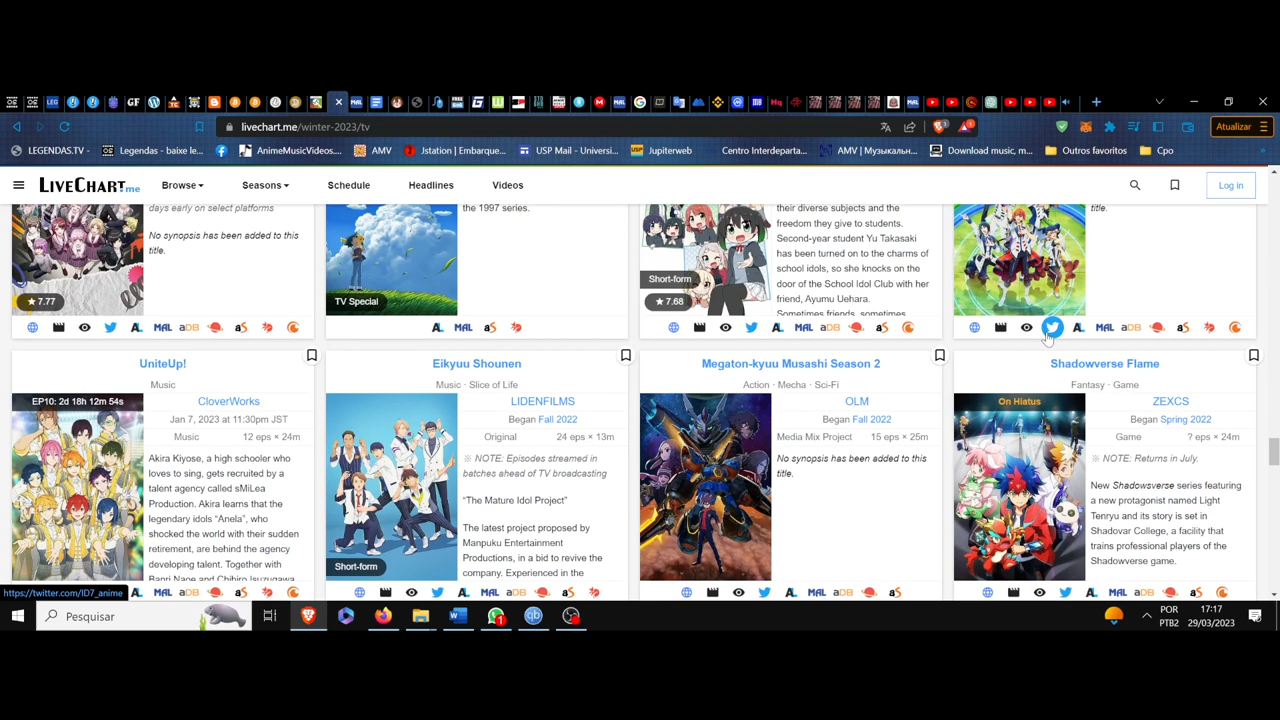 livechart.me/winter-2023/tv
Atualizar
LEGENDAS.TV -
Legendas - baixe le...
AnimeMusicVideos....
AMV
Jstation | Embarque...
USP Mail - Universi...
Jupiterweb
Centro Interdeparta...
AMV | Музыкальн...
Download music, m...
Outros favoritos
Cpo
LIVECHART.me
Browse
Seasons
Schedule
Headlines
Videos
Log in
days early on select platforms
No synopsis has been added to this
title.
7.77
the 1997 series.
TV Special
their diverse subjects and the
freedom they give to students.
Second-year student Yu Takasaki
has been turned on to the charms of
school idols, so she knocks on the
door of the School Idol Club with her
friend, Ayumu Uehara.
Sometimes friends, sometimes
Short-form
7.68
title.
UniteUp!
Music
EP10: 2d 18h 12m 54s
CloverWorks
Jan 7, 2023 at 11:30pm JST
Music 12 eps × 24m
Akira Kiyose, a high schooler who
loves to sing, gets recruited by a
talent agency called sMiLea
Production. Akira learns that the
legendary idols “Anela”, who
shocked the world with their sudden
retirement, are behind the agency
developing talent. Together with
Banri Naoe and Chihiro Isuzugawa
Eikyuu Shounen
Music · Slice of Life
LIDENFILMS
Began Fall 2022
Original 24 eps × 13m
※ NOTE: Episodes streamed in
batches ahead of TV broadcasting
“The Mature Idol Project”
The latest project proposed by
Manpuku Entertainment
Productions, in a bid to revive the
company. Experienced in the
Short-form
Megaton-kyuu Musashi Season 2
Action · Mecha · Sci-Fi
OLM
Began Fall 2022
Media Mix Project 15 eps × 25m
No synopsis has been added to this
title.
Shadowverse Flame
Fantasy · Game
On Hiatus
ZEXCS
Began Spring 2022
Game ? eps × 24m
※ NOTE: Returns in July.
New Shadowsverse series featuring
a new protagonist named Light
Tenryu and its story is set in
Shadovar College, a facility that
trains professional players of the
Shadowverse game.
https://twitter.com/ID7_anime
Pesquisar
POR
PTB2
17:17
29/03/2023